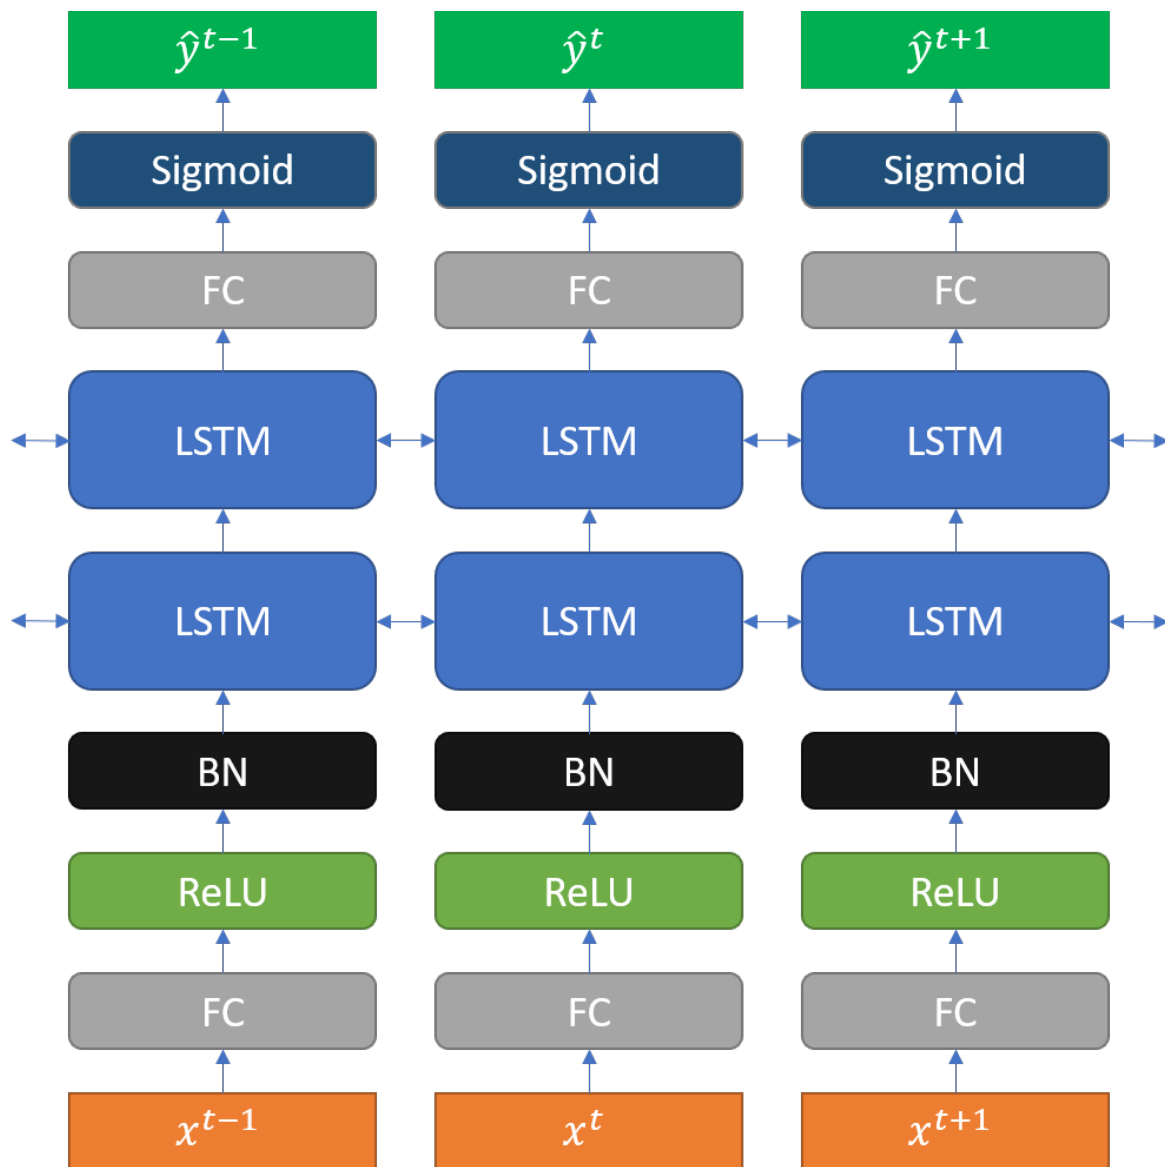 ŷ^{t-1} ŷ^{t} ŷ^{t+1}
Sigmoid Sigmoid Sigmoid
FC FC FC
LSTM LSTM LSTM
LSTM LSTM LSTM
BN BN BN
ReLU ReLU ReLU
FC FC FC
x^{t-1} x^{t} x^{t+1}